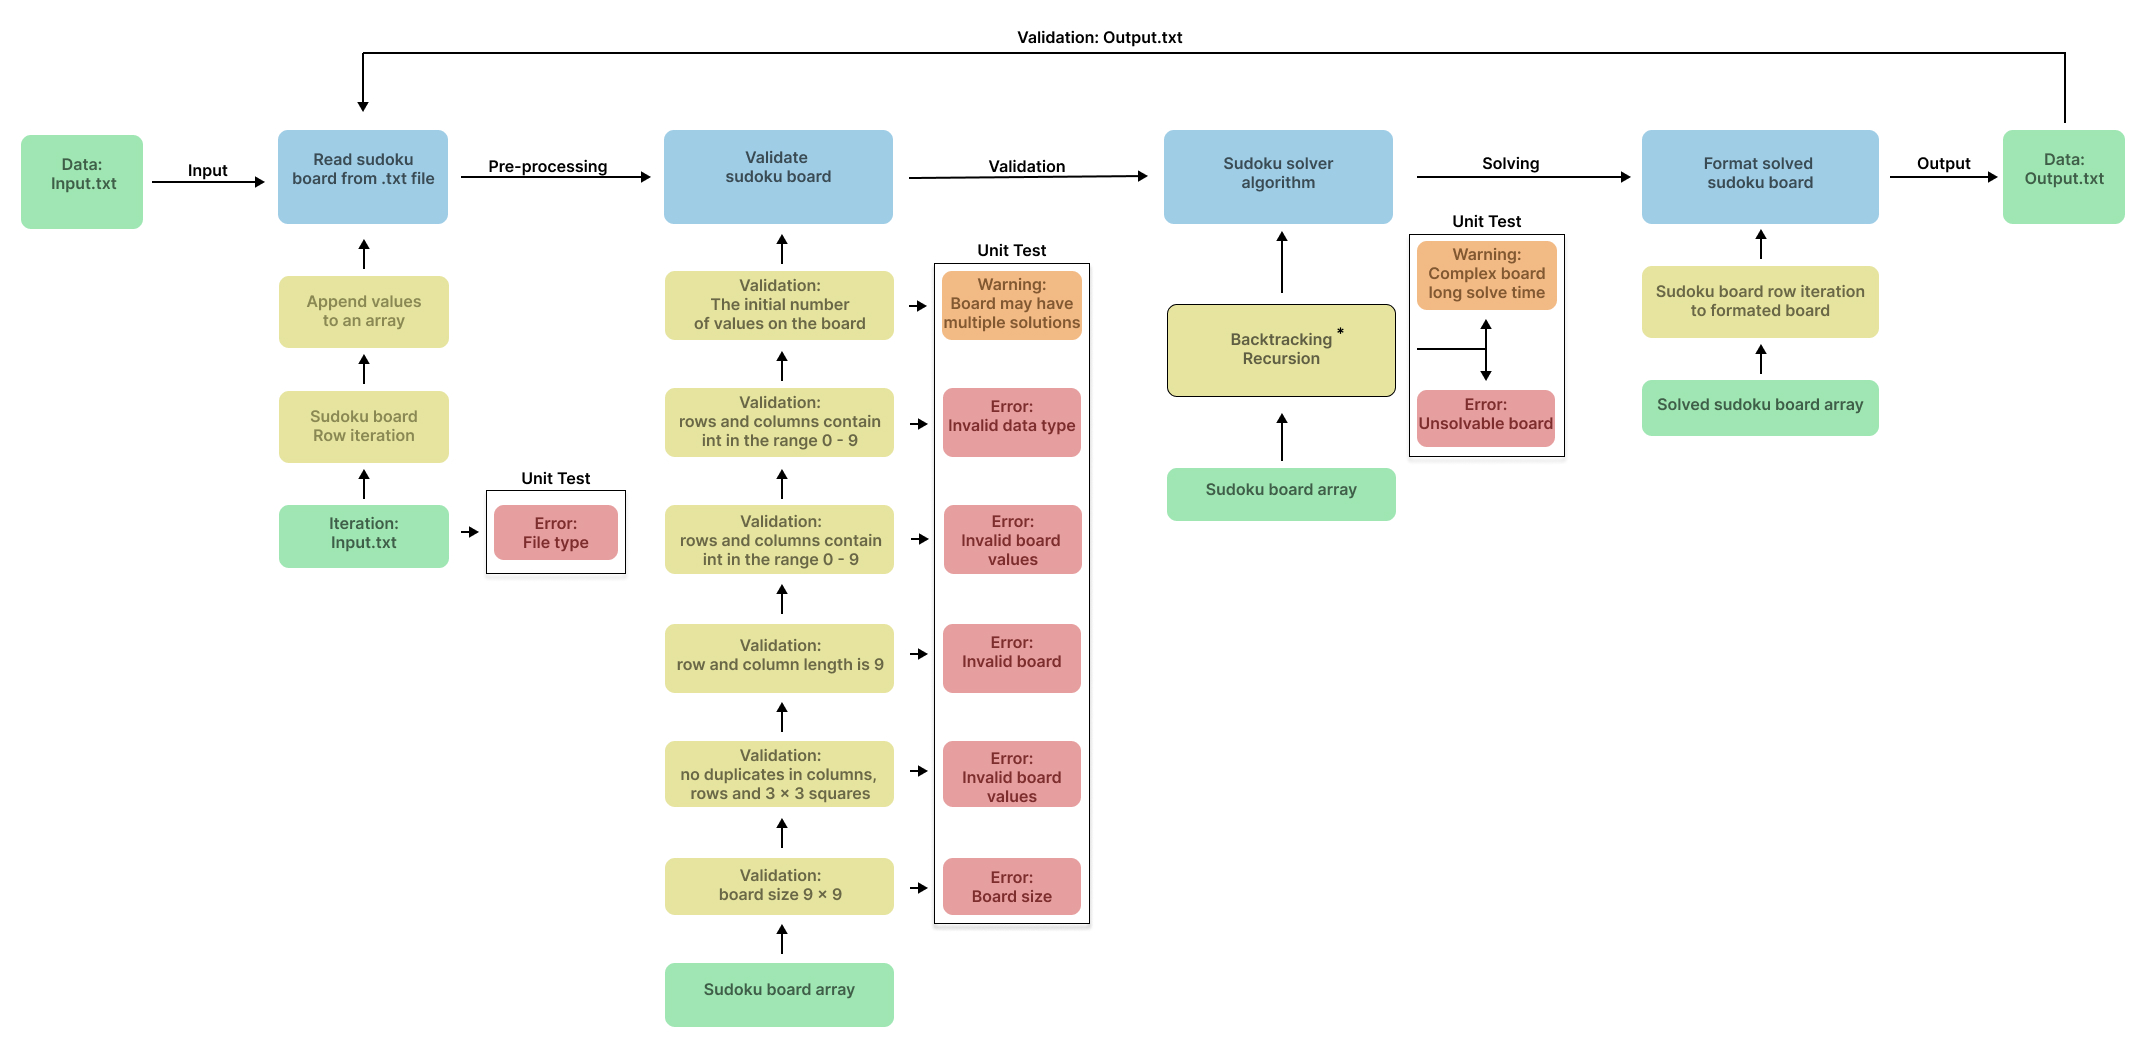 Validation: Output.txt
Data:
Input.txt
Input
Read sudoku
board from .txt file
Pre-processing
Validate
sudoku board
Validation
Sudoku solver
algorithm
Solving
Format solved
sudoku board
Output
Data:
Output.txt
Append values
to an array
Sudoku board
Row iteration
Iteration:
Input.txt
Unit Test
Error:
File type
Validation:
The initial number
of values on the board
Validation:
rows and columns contain
int in the range 0 - 9
Validation:
rows and columns contain
int in the range 0 - 9
Validation:
row and column length is 9
Validation:
no duplicates in columns,
rows and 3 × 3 squares
Validation:
board size 9 × 9
Sudoku board array
Unit Test
Warning:
Board may have
multiple solutions
Error:
Invalid data type
Error:
Invalid board
values
Error:
Invalid board
Error:
Invalid board
values
Error:
Board size
Backtracking *
Recursion
Sudoku board array
Unit Test
Warning:
Complex board
long solve time
Error:
Unsolvable board
Sudoku board row iteration
to formated board
Solved sudoku board array